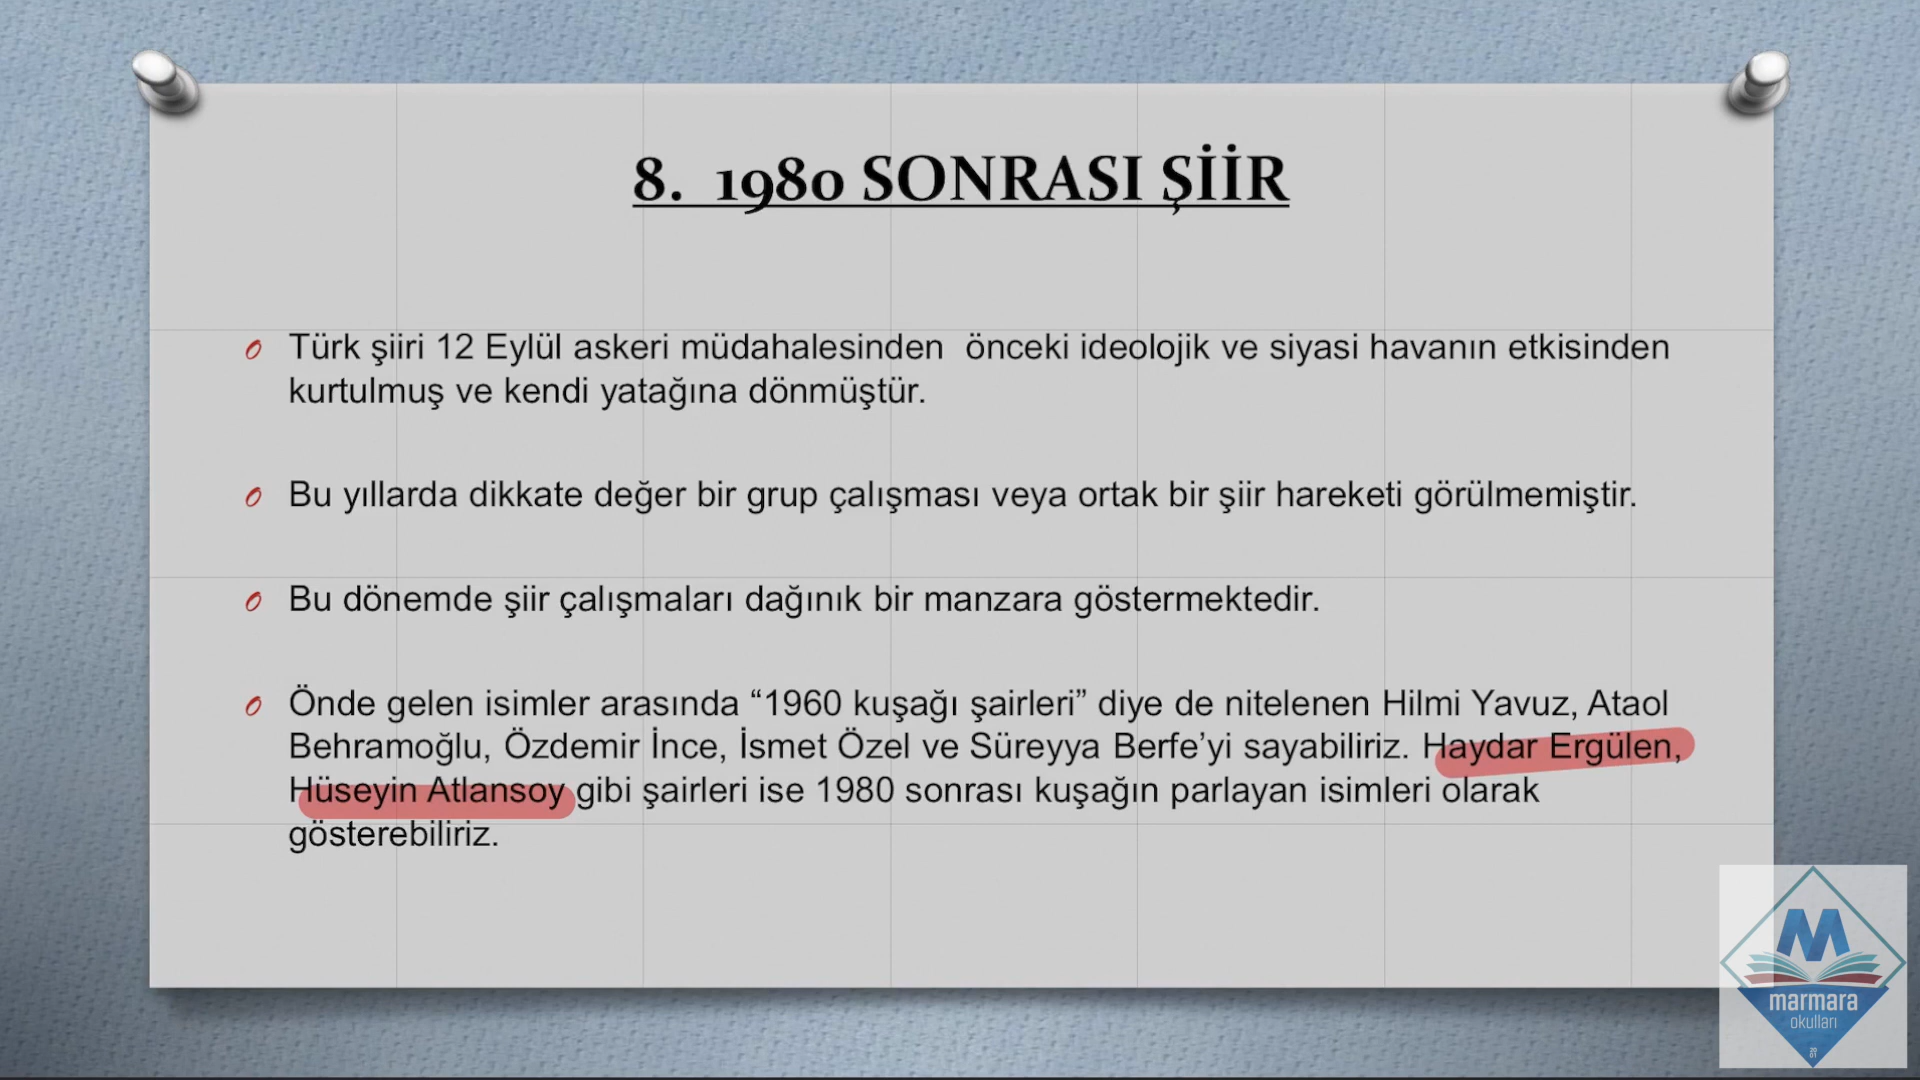 8. 1980 SONRASI ŞİİR
Türk şiiri 12 Eylül askeri müdahalesinden önceki ideolojik ve siyasi havanın etkisinden
kurtulmuş ve kendi yatağına dönmüştür.
Bu yıllarda dikkate değer bir grup çalışması veya ortak bir şiir hareketi görülmemiştir.
Bu dönemde şiir çalışmaları dağınık bir manzara göstermektedir.
Önde gelen isimler arasında “1960 kuşağı şairleri” diye de nitelenen Hilmi Yavuz, Ataol
Behramoğlu, Özdemir İnce, İsmet Özel ve Süreyya Berfe’yi sayabiliriz. Haydar Ergülen,
Hüseyin Atlansoy gibi şairleri ise 1980 sonrası kuşağın parlayan isimleri olarak
gösterebiliriz.
M
marmara
okulları